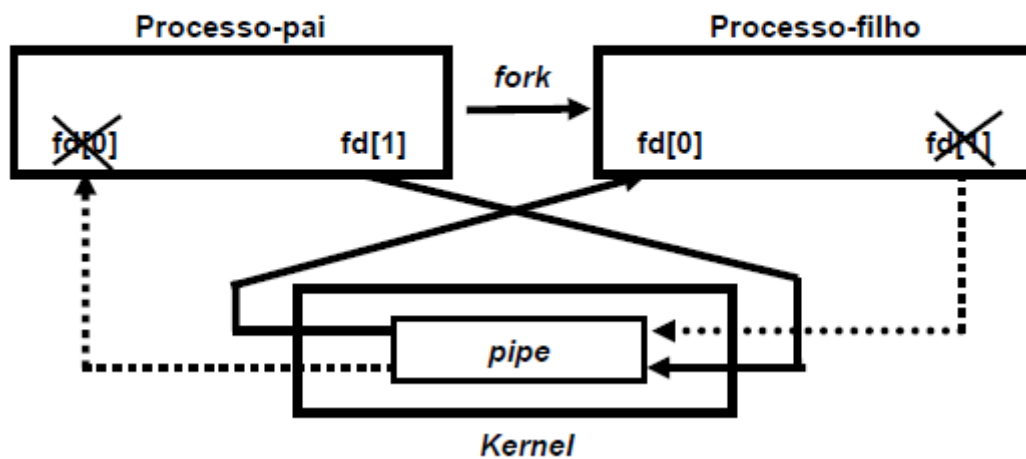 Processo-pai
Processo-filho
fork
fd[0]
fd[1]
fd[0]
fd[1]
pipe
Kernel